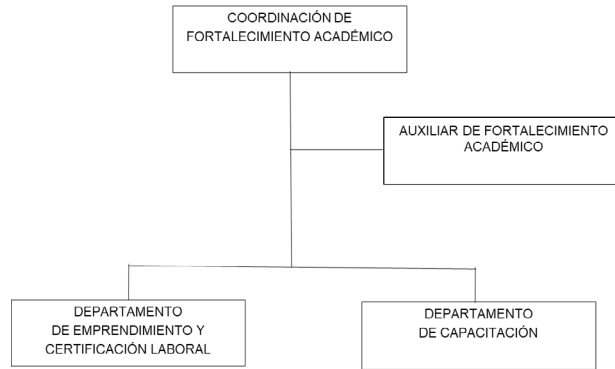 COORDINACIÓN DE
FORTALECIMIENTO ACADÉMICO
AUXILIAR DE FORTALECIMIENTO
ACADÉMICO
DEPARTAMENTO
DE EMPRENDIMIENTO Y
CERTIFICACIÓN LABORAL
DEPARTAMENTO
DE CAPACITACIÓN